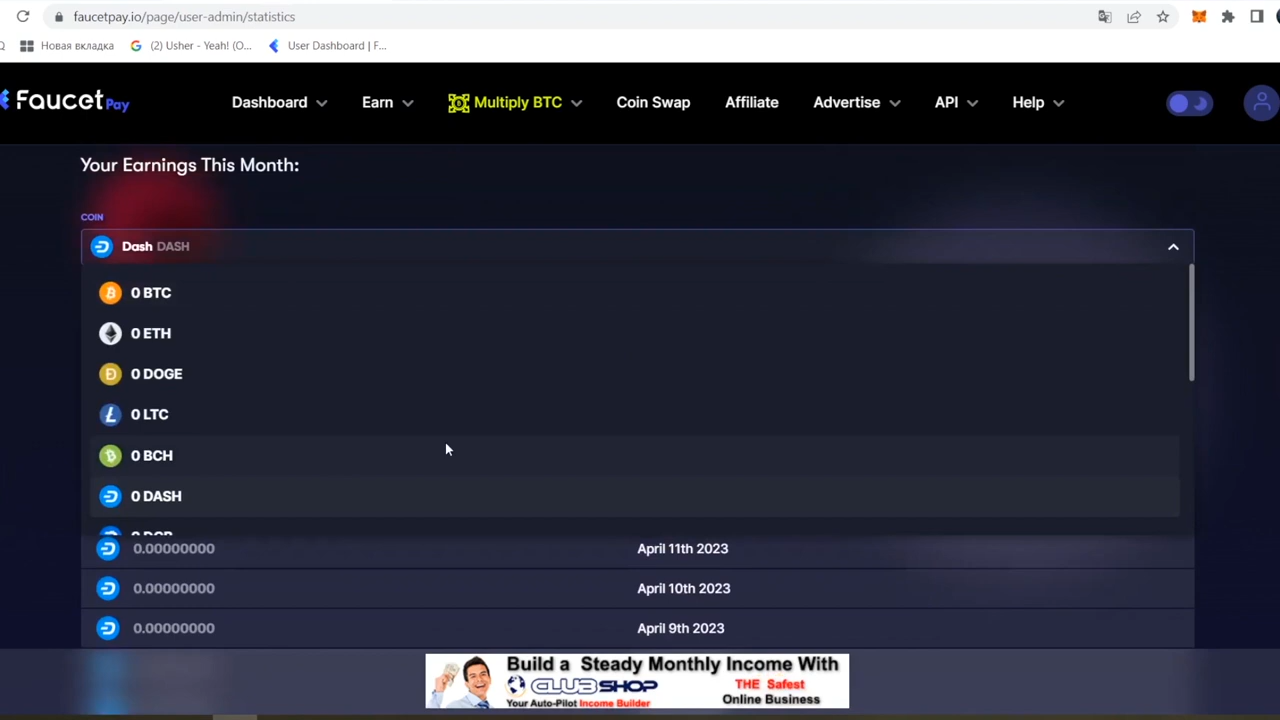 faucetpay.io/page/user-admin/statistics
Новая вкладка
(2) Usher - Yeah! (O...
User Dashboard | F...
FaucetPay
Dashboard
Earn
Multiply BTC
Coin Swap
Affiliate
Advertise
API
Help
Your Earnings This Month:
COIN
Dash DASH
0 BTC
0 ETH
0 DOGE
0 LTC
0 BCH
0 DASH
0.00000000 April 11th 2023
0.00000000 April 10th 2023
0.00000000 April 9th 2023
Build a Steady Monthly Income With
CLUBSHOP
THE Safest
Your Auto-Pilot Income Builder
Online Business